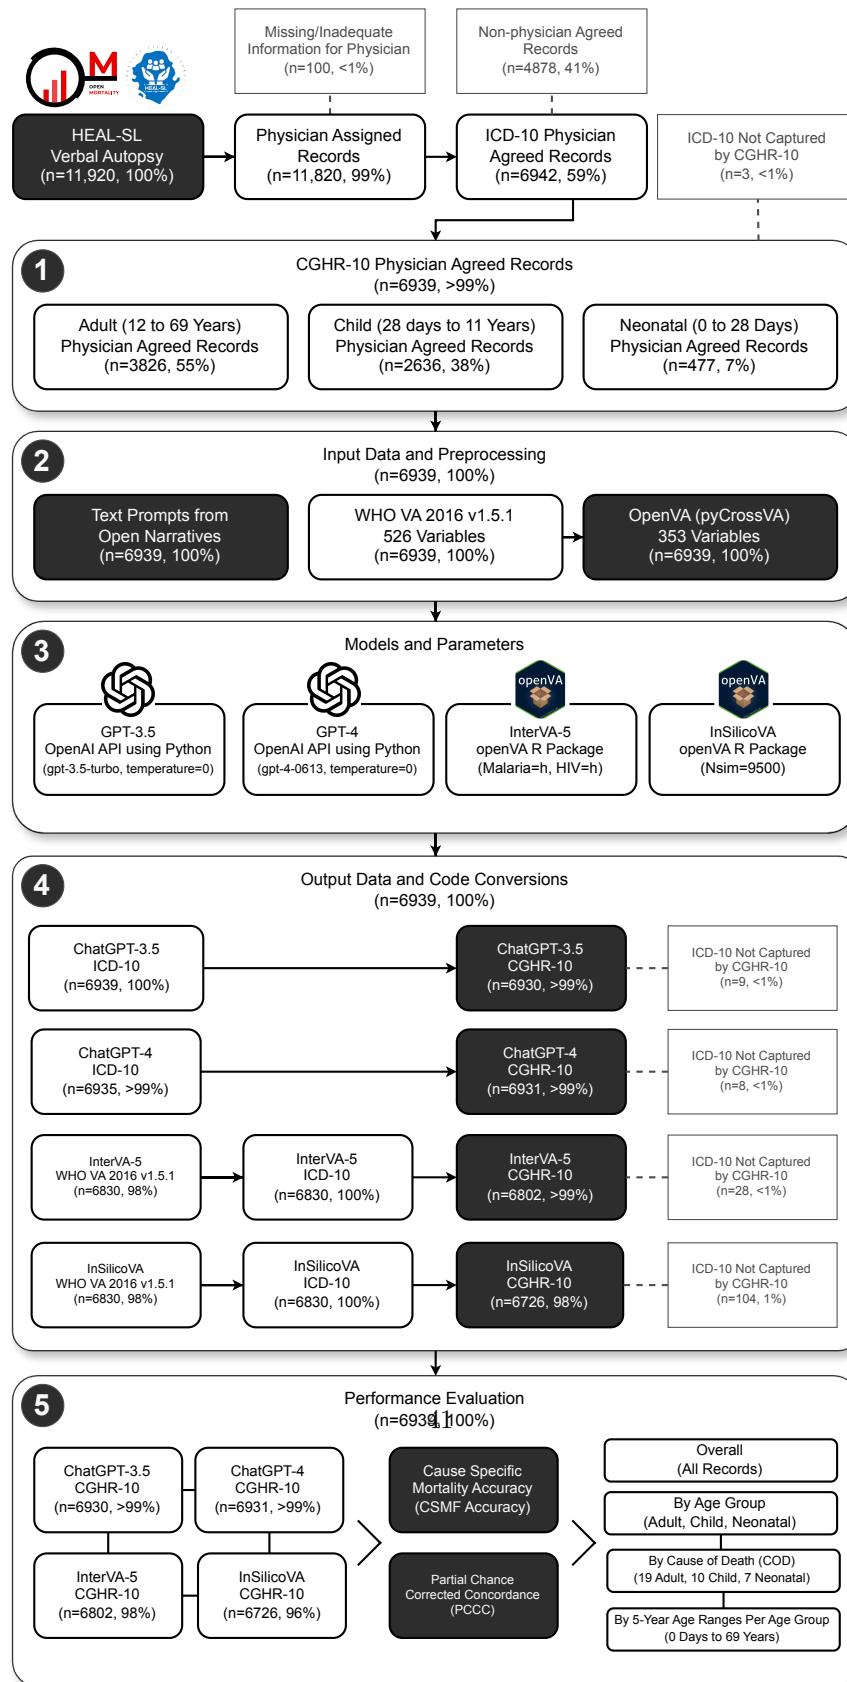 Missing/Inadequate
Information for Physician
(n=100, <1%)
Non-physician Agreed
Records
(n=4878, 41%)
M
OPEN
MORTALITY
HEAL-SL
HEAL-SL
Verbal Autopsy
(n=11,920, 100%)
Physician Assigned
Records
(n=11,820, 99%)
ICD-10 Physician
Agreed Records
(n=6942, 59%)
ICD-10 Not Captured
by CGHR-10
(n=3, <1%)
1
CGHR-10 Physician Agreed Records
(n=6939, >99%)
Adult (12 to 69 Years)
Physician Agreed Records
(n=3826, 55%)
Child (28 days to 11 Years)
Physician Agreed Records
(n=2636, 38%)
Neonatal (0 to 28 Days)
Physician Agreed Records
(n=477, 7%)
2
Input Data and Preprocessing
(n=6939, 100%)
Text Prompts from
Open Narratives
(n=6939, 100%)
WHO VA 2016 v1.5.1
526 Variables
(n=6939, 100%)
OpenVA (pyCrossVA)
353 Variables
(n=6939, 100%)
3
Models and Parameters
GPT-3.5
OpenAI API using Python
(gpt-3.5-turbo, temperature=0)
GPT-4
OpenAI API using Python
(gpt-4-0613, temperature=0)
openVA
InterVA-5
openVA R Package
(Malaria=h, HIV=h)
openVA
InSilicoVA
openVA R Package
(Nsim=9500)
4
Output Data and Code Conversions
(n=6939, 100%)
ChatGPT-3.5
ICD-10
(n=6939, 100%)
ChatGPT-3.5
CGHR-10
(n=6930, >99%)
ICD-10 Not Captured
by CGHR-10
(n=9, <1%)
ChatGPT-4
ICD-10
(n=6935, >99%)
ChatGPT-4
CGHR-10
(n=6931, >99%)
ICD-10 Not Captured
by CGHR-10
(n=8, <1%)
InterVA-5
WHO VA 2016 v1.5.1
(n=6830, 98%)
InterVA-5
ICD-10
(n=6830, 100%)
InterVA-5
CGHR-10
(n=6802, >99%)
ICD-10 Not Captured
by CGHR-10
(n=28, <1%)
InSilicoVA
WHO VA 2016 v1.5.1
(n=6830, 98%)
InSilicoVA
ICD-10
(n=6830, 100%)
InSilicoVA
CGHR-10
(n=6726, 98%)
ICD-10 Not Captured
by CGHR-10
(n=104, 1%)
5
Performance Evaluation
(n=6939, 100%)
41
ChatGPT-3.5
CGHR-10
(n=6930, >99%)
ChatGPT-4
CGHR-10
(n=6931, >99%)
InterVA-5
CGHR-10
(n=6802, 98%)
InSilicoVA
CGHR-10
(n=6726, 96%)
Cause Specific
Mortality Accuracy
(CSMF Accuracy)
Partial Chance
Corrected Concordance
(PCCC)
Overall
(All Records)
By Age Group
(Adult, Child, Neonatal)
By Cause of Death (COD)
(19 Adult, 10 Child, 7 Neonatal)
By 5-Year Age Ranges Per Age Group
(0 Days to 69 Years)